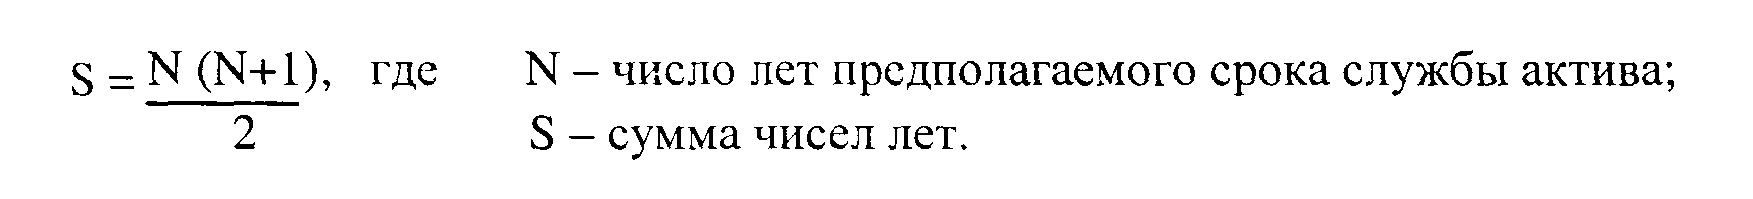 S = N (N+1), где N – число лет предполагаемого срока службы актива;
2 S – сумма чисел лет.